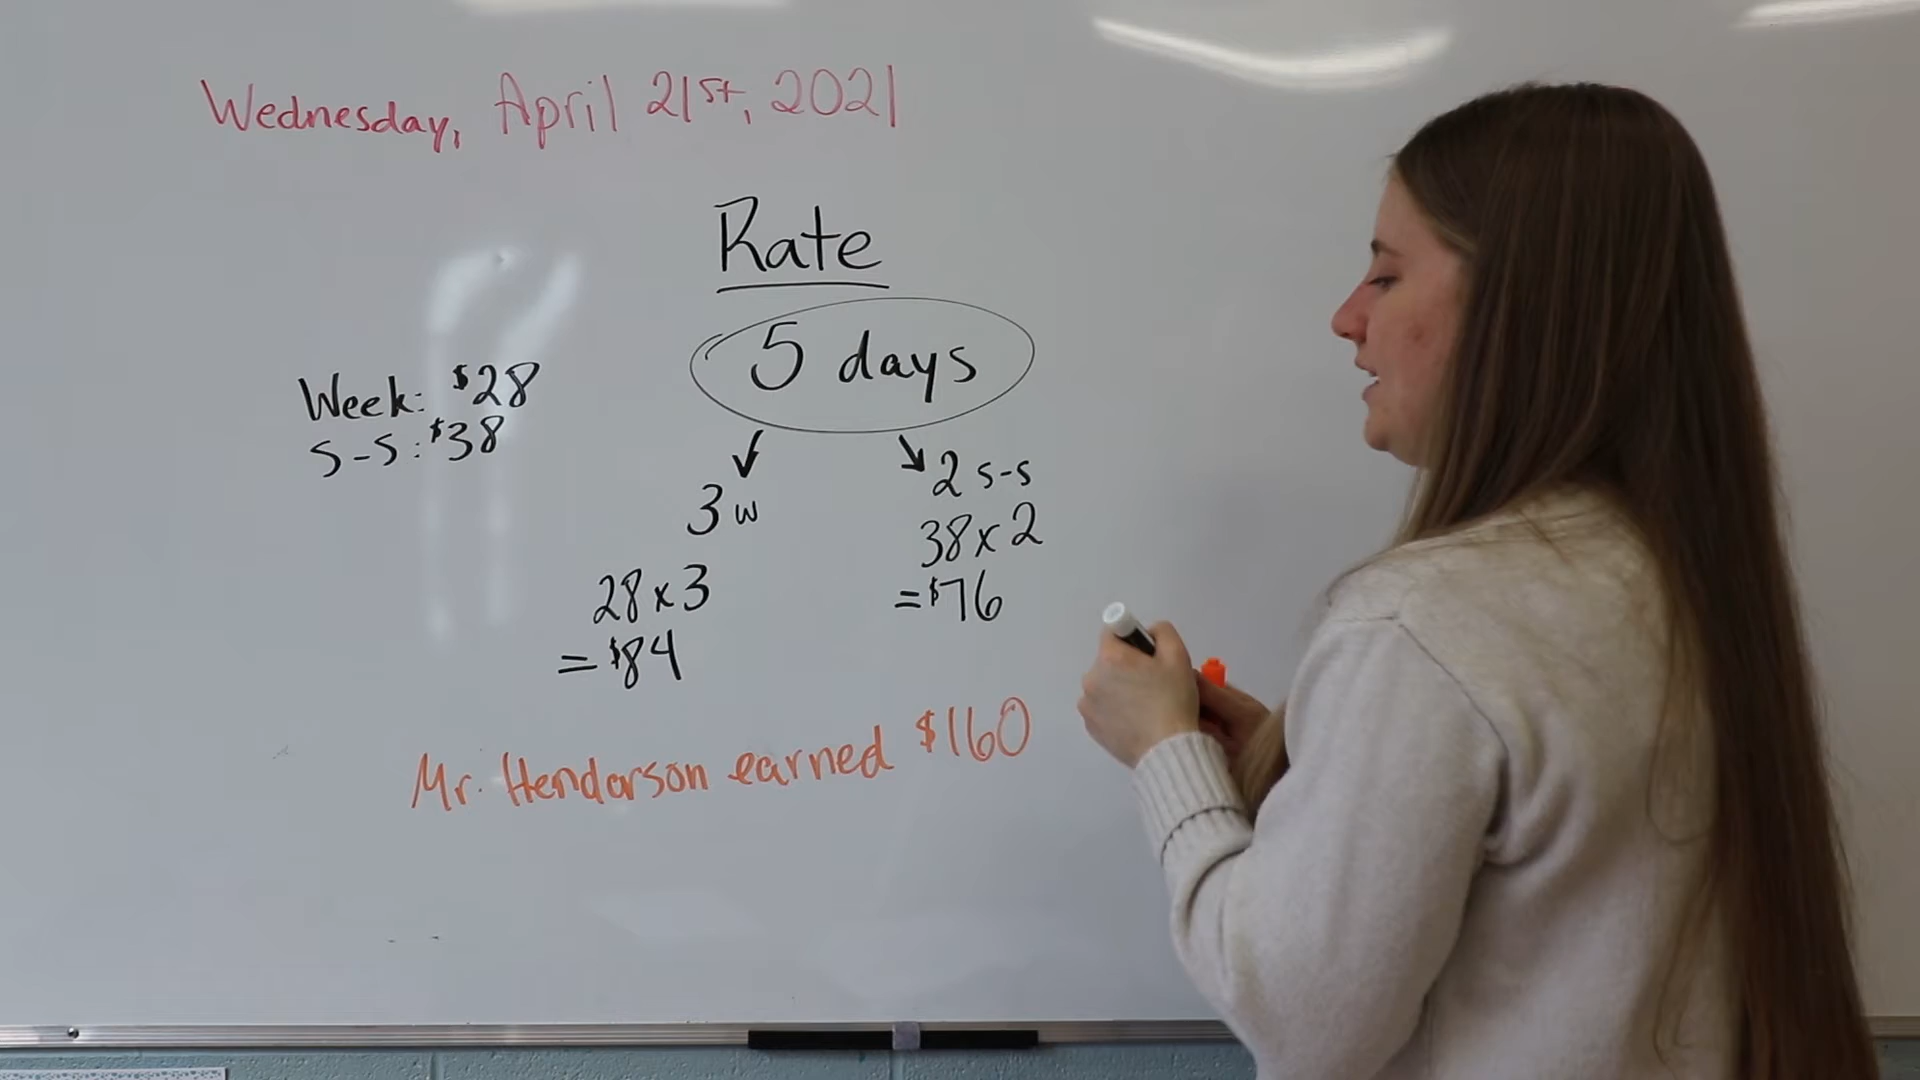 Wednesday, April 21st, 2021
Rate
5 days
Week: $28
S-S: $38
3 w
28 x 3
= $84
2 S-S
38 x 2
= $76
Mr. Henderson earned $160